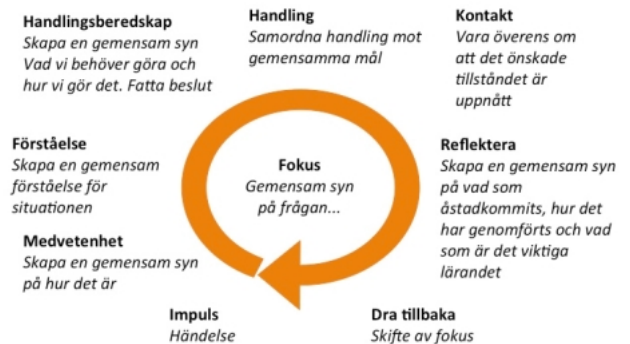 Handlingsberedskap
Skapa en gemensam syn
Vad vi behöver göra och
hur vi gör det. Fatta beslut
Handling
Samordna handling mot
gemensamma mål
Kontakt
Vara överens om
att det önskade
tillståndet är
uppnått
Förståelse
Skapa en gemensam
förståelse för
situationen
Fokus
Gemensam syn
på frågan...
Reflektera
Skapa en gemensam syn
på vad som
åstadkommits, hur det
har genomförts och vad
som är det viktiga
lärandet
Medvetenhet
Skapa en gemensam syn
på hur det är
Impuls
Händelse
Dra tillbaka
Skifte av fokus